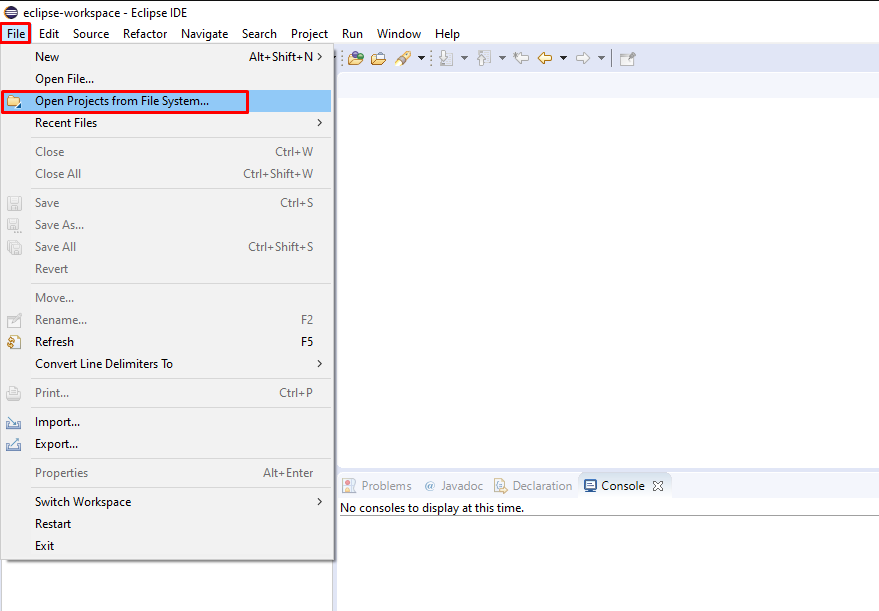 eclipse-workspace - Eclipse IDE
File Edit Source Refactor Navigate Search Project Run Window Help
New Alt+Shift+N
Open File...
Open Projects from File System...
Recent Files
Close Ctrl+W
Close All Ctrl+Shift+W
Save Ctrl+S
Save As...
Save All Ctrl+Shift+S
Revert
Move...
Rename... F2
Refresh F5
Convert Line Delimiters To
Print... Ctrl+P
Import...
Export...
Properties Alt+Enter
Switch Workspace
Restart
Exit
Problems @ Javadoc Declaration Console
No consoles to display at this time.